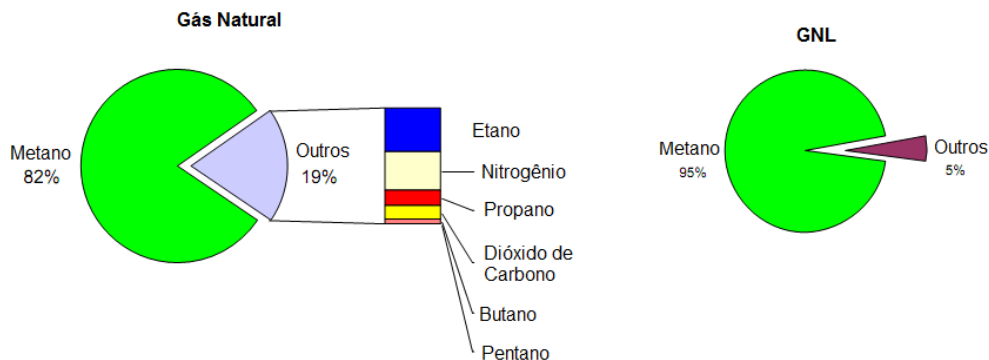 Gás Natural
Metano
82%
Outros
19%
Etano
Nitrogênio
Propano
Dióxido de
Carbono
Butano
Pentano
GNL
Metano
95%
Outros
5%